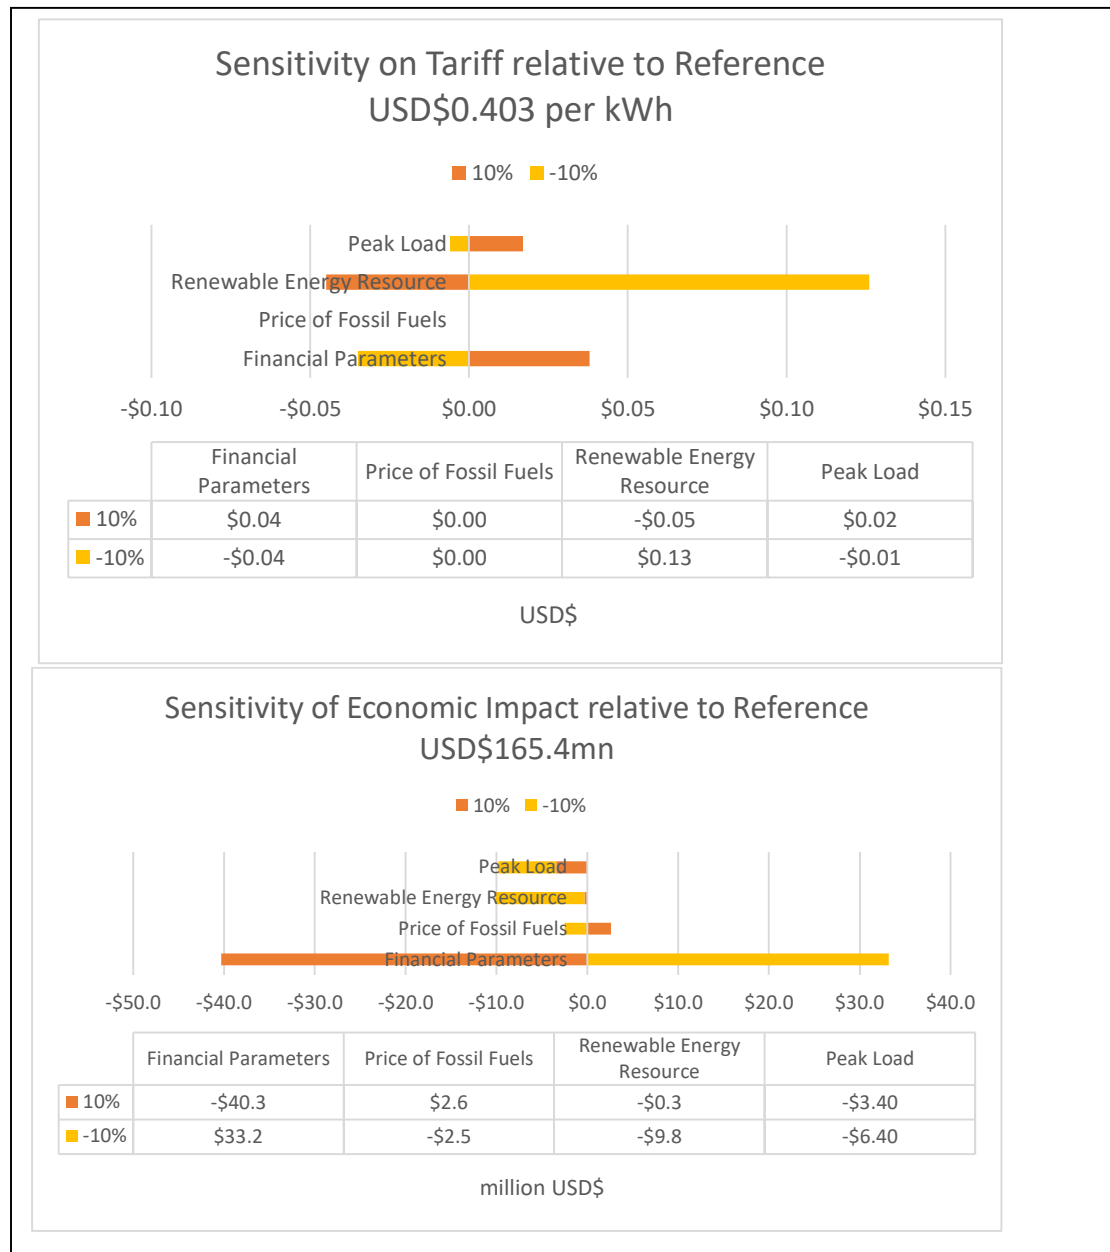 Sensitivity on Tariff relative to Reference
USD$0.403 per kWh
10% -10%
Peak Load
Renewable Energy Resource
Price of Fossil Fuels
Financial Parameters
-$0.10 -$0.05 $0.00 $0.05 $0.10 $0.15
Financial Parameters Price of Fossil Fuels Renewable Energy Resource Peak Load
10% $0.04 $0.00 -$0.05 $0.02
-10% -$0.04 $0.00 $0.13 -$0.01
USD$
Sensitivity of Economic Impact relative to Reference
USD$165.4mn
10% -10%
Peak Load
Renewable Energy Resource
Price of Fossil Fuels
Financial Parameters
-$50.0 -$40.0 -$30.0 -$20.0 -$10.0 $0.0 $10.0 $20.0 $30.0 $40.0
Financial Parameters Price of Fossil Fuels Renewable Energy Resource Peak Load
10% -$40.3 $2.6 -$0.3 -$3.40
-10% $33.2 -$2.5 -$9.8 -$6.40
million USD$